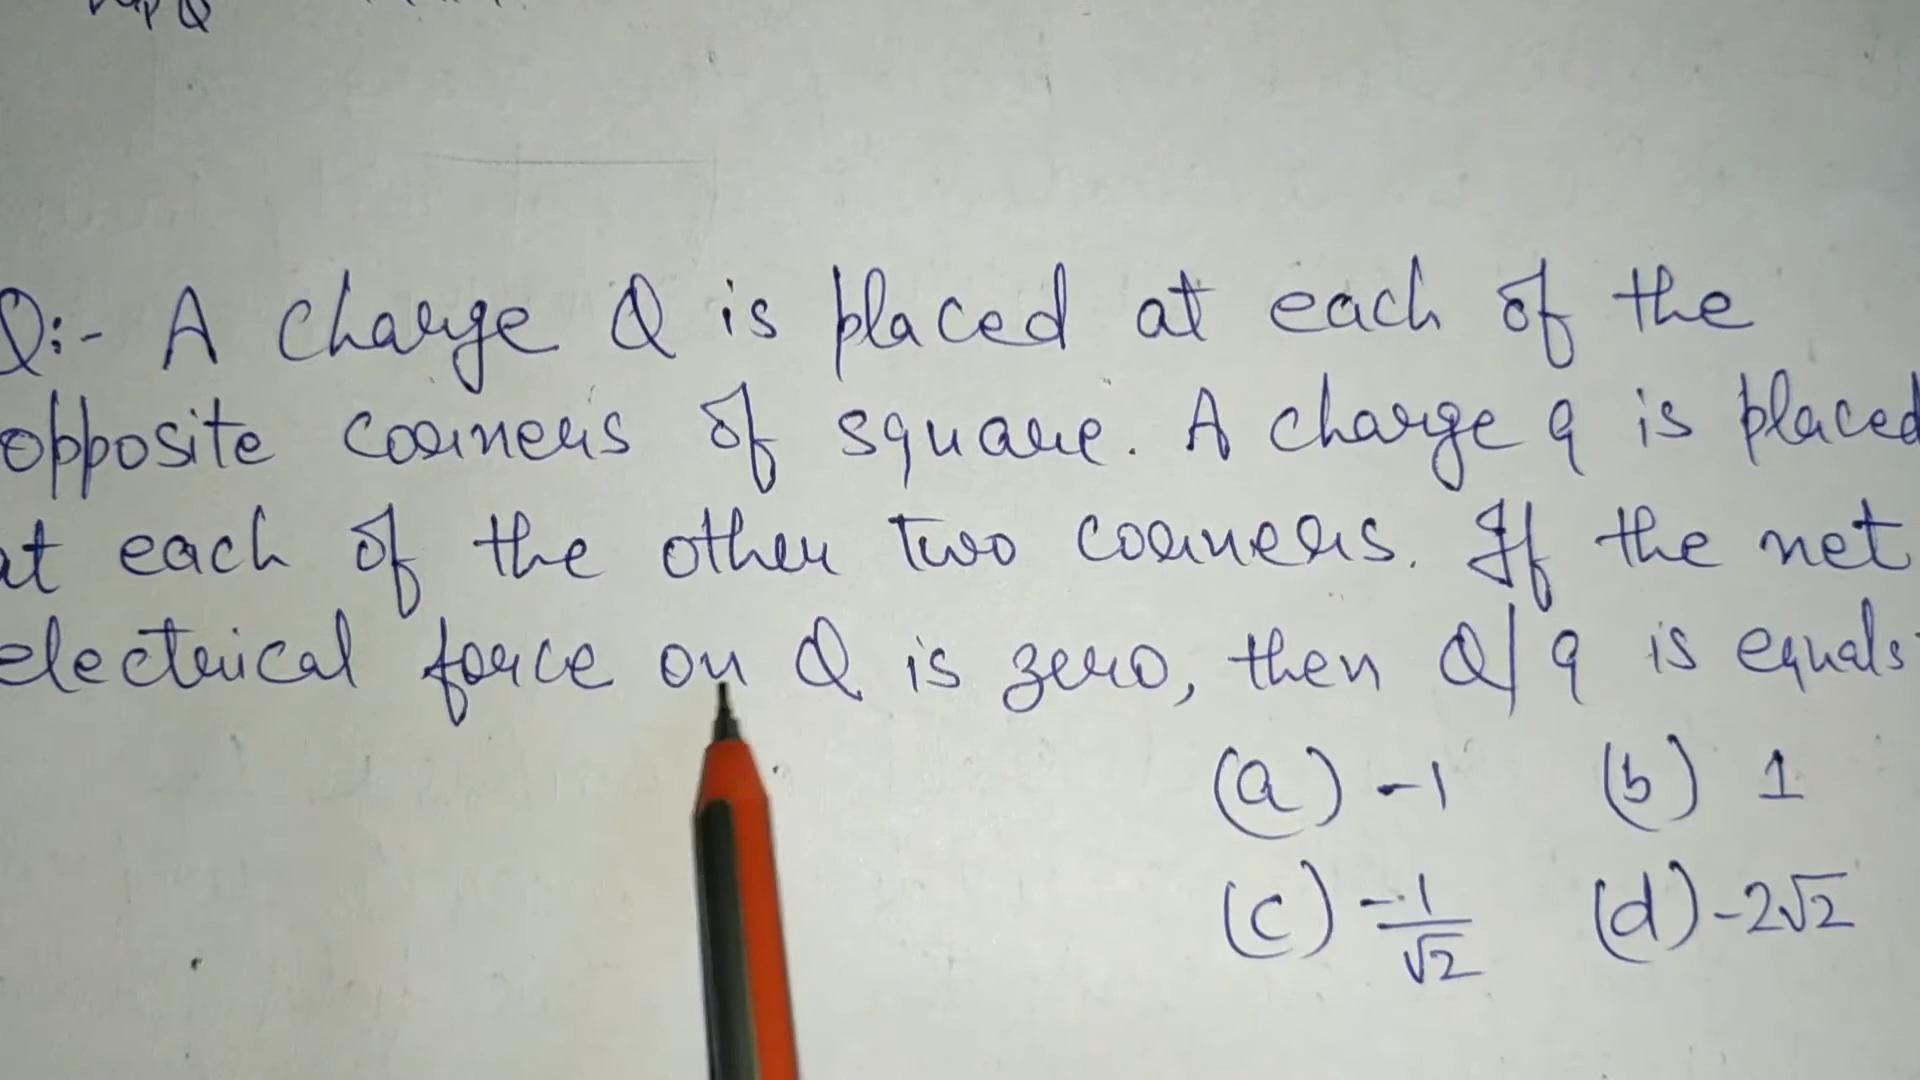 Q
Q:- A charge Q is placed at each of the
opposite corners of square. A charge q is placed
at each of the other two corners. If the net
electrical force on Q is zero, then Q/q is equals
(a) -1 (b) 1
(c) -1/√2 (d) -2√2